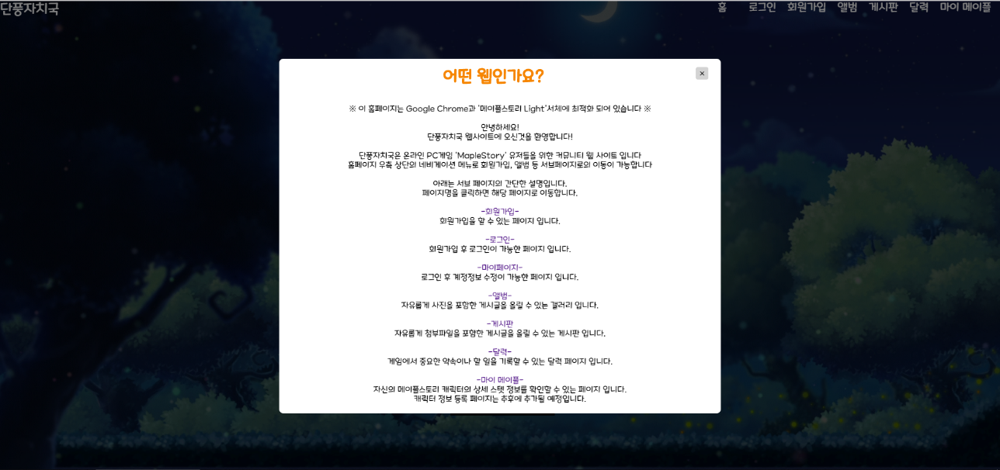 단풍자치국
홈 로그인 회원가입 앨범 게시판 달력 마이 메이플
어떤 웹인가요?
×
※ 이 홈페이지는 Google Chrome과 '메이플스토리 Light'서체에 최적화 되어 있습니다 ※
안녕하세요!
단풍자치국 웹사이트에 오신것을 환영합니다!
단풍자치국은 온라인 PC게임 'MapleStory' 유저들을 위한 커뮤니티 웹 사이트 입니다
홈페이지 우측 상단의 네비게이션 메뉴로 회원가입, 앨범 등 서브페이지로의 이동이 가능합니다
아래는 서브 페이지의 간단한 설명입니다.
페이지명을 클릭하면 해당 페이지로 이동합니다.
-회원가입-
회원가입을 할 수 있는 페이지 입니다.
-로그인-
회원가입 후 로그인이 가능한 페이지 입니다.
-마이페이지-
로그인 후 계정정보 수정이 가능한 페이지 입니다.
-앨범-
자유롭게 사진을 포함한 게시글을 올릴 수 있는 갤러리 입니다.
-게시판
자유롭게 첨부파일을 포함한 게시글을 올릴 수 있는 게시판 입니다.
-달력-
게임에서 중요한 약속이나 할 일을 기록할 수 있는 달력 페이지 입니다.
-마이 메이플-
자신의 메이플스토리 캐릭터의 상세 스텟 정보를 확인할 수 있는 페이지 입니다.
캐릭터 정보 등록 페이지는 추후에 추가될 예정입니다.